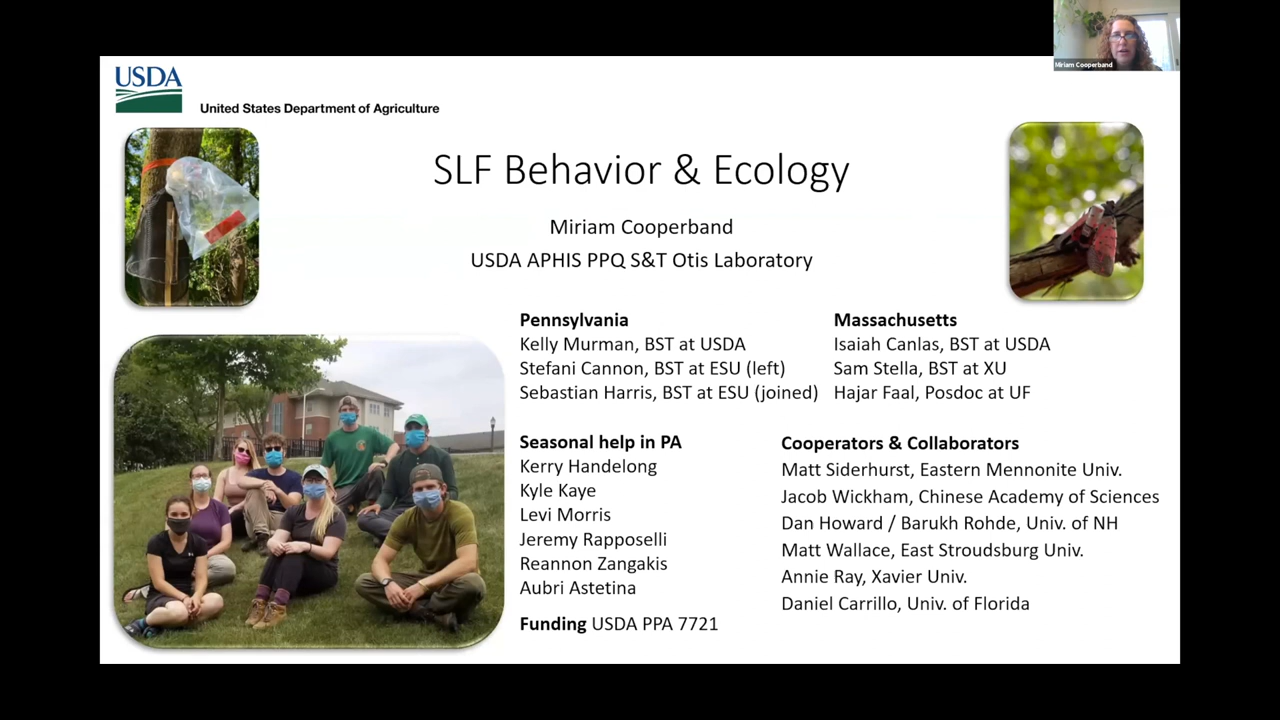 Miriam Cooperband
USDA
United States Department of Agriculture
SLF Behavior & Ecology
Miriam Cooperband
USDA APHIS PPQ S&T Otis Laboratory
Pennsylvania
Kelly Murman, BST at USDA
Stefani Cannon, BST at ESU (left)
Sebastian Harris, BST at ESU (joined)
Massachusetts
Isaiah Canlas, BST at USDA
Sam Stella, BST at XU
Hajar Faal, Posdoc at UF
Seasonal help in PA
Kerry Handelong
Kyle Kaye
Levi Morris
Jeremy Rapposelli
Reannon Zangakis
Aubri Astetina
Funding USDA PPA 7721
Cooperators & Collaborators
Matt Siderhurst, Eastern Mennonite Univ.
Jacob Wickham, Chinese Academy of Sciences
Dan Howard / Barukh Rohde, Univ. of NH
Matt Wallace, East Stroudsburg Univ.
Annie Ray, Xavier Univ.
Daniel Carrillo, Univ. of Florida